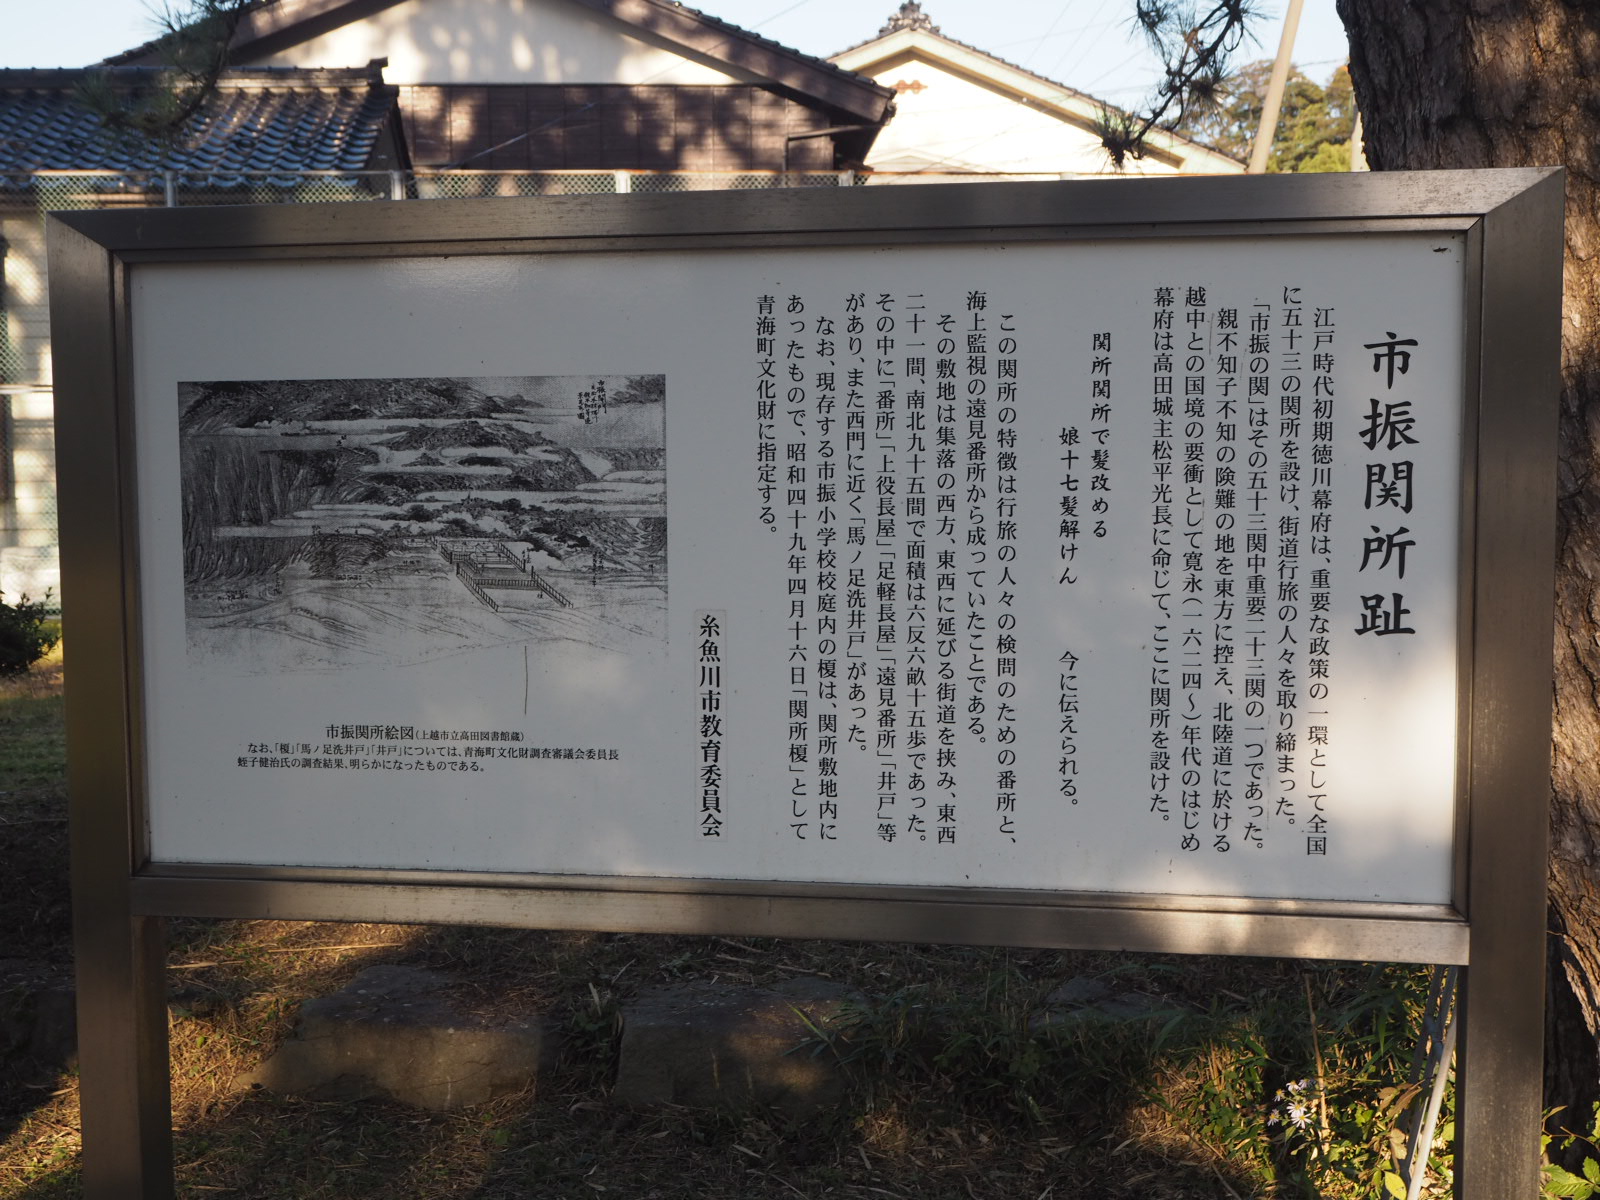 市振関所址
江戸時代初期徳川幕府は、重要な政策の一環として全国
に五十三の関所を設け、街道行旅の人々を取り締まった。
「市振の関」はその五十三関中重要二十三関の一つであった。
親不知子不知の険難の地を東方に控え、北陸道に於ける
越中との国境の要衝として寛永(一六二四〜)年代のはじめ
幕府は高田城主松平光長に命じて、ここに関所を設けた。
関所関所で髪改める
娘十七髪解けん　今に伝えられる。
この関所の特徴は行旅の人々の検問のための番所と、
海上監視の遠見番所から成っていたことである。
その敷地は集落の西方、東西に延びる街道を挟み、東西
二十一間、南北九十五間で面積は六反六畝十五歩であった。
その中に「番所」「上役長屋」「足軽長屋」「遠見番所」「井戸」等
があり、また西門に近く「馬ノ足洗井戸」があった。
なお、現存する市振小学校校庭内の榎は、関所敷地内に
あったもので、昭和四十九年四月十六日「関所榎」として
青海町文化財に指定する。
糸魚川市教育委員会
市振関所絵図(上越市立高田図書館蔵)
なお、「榎」「馬ノ足洗井戸」「井戸」については、青海町文化財調査審議会委員長
蛭子健治氏の調査結果、明らかになったものである。